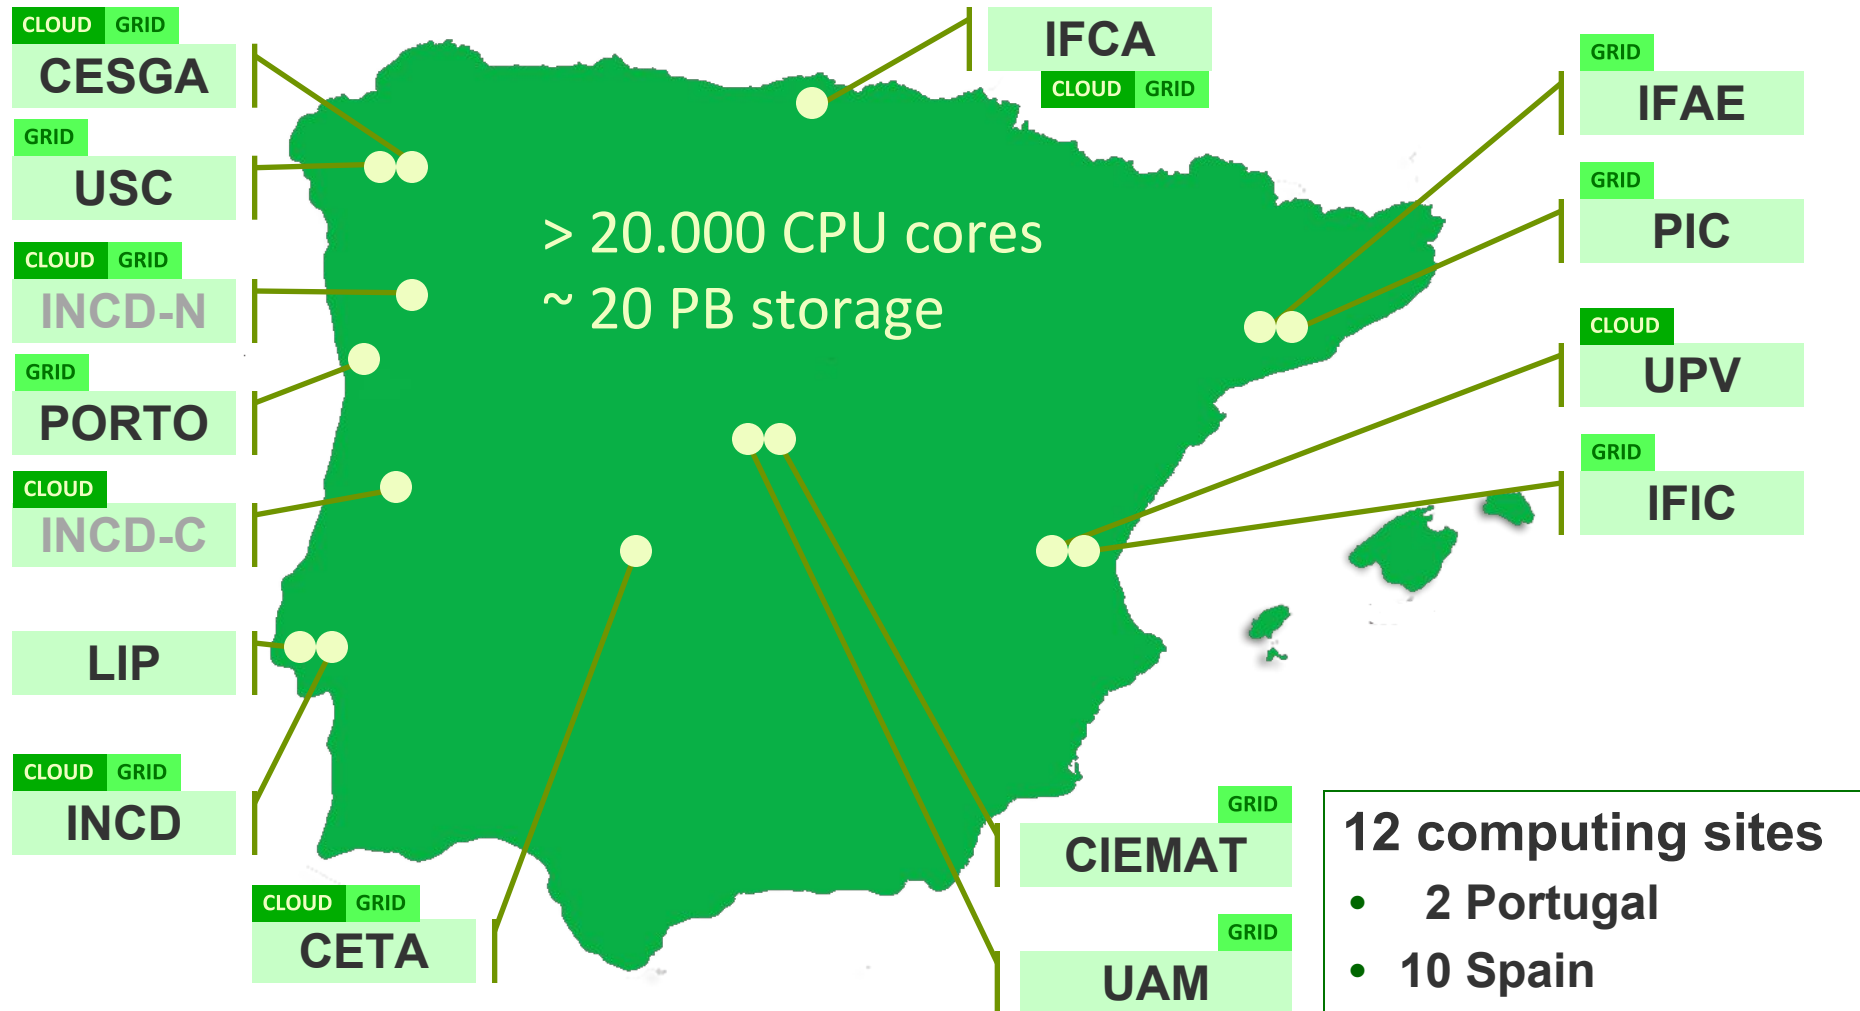 CLOUD GRID
CESGA
GRID
USC
CLOUD GRID
INCD-N
GRID
PORTO
CLOUD
INCD-C
LIP
CLOUD GRID
INCD
CLOUD GRID
CETA
IFCA
CLOUD GRID
> 20.000 CPU cores
~ 20 PB storage
GRID
IFAE
GRID
PIC
CLOUD
UPV
GRID
IFIC
GRID
CIEMAT
GRID
UAM
12 computing sites
• 2 Portugal
• 10 Spain